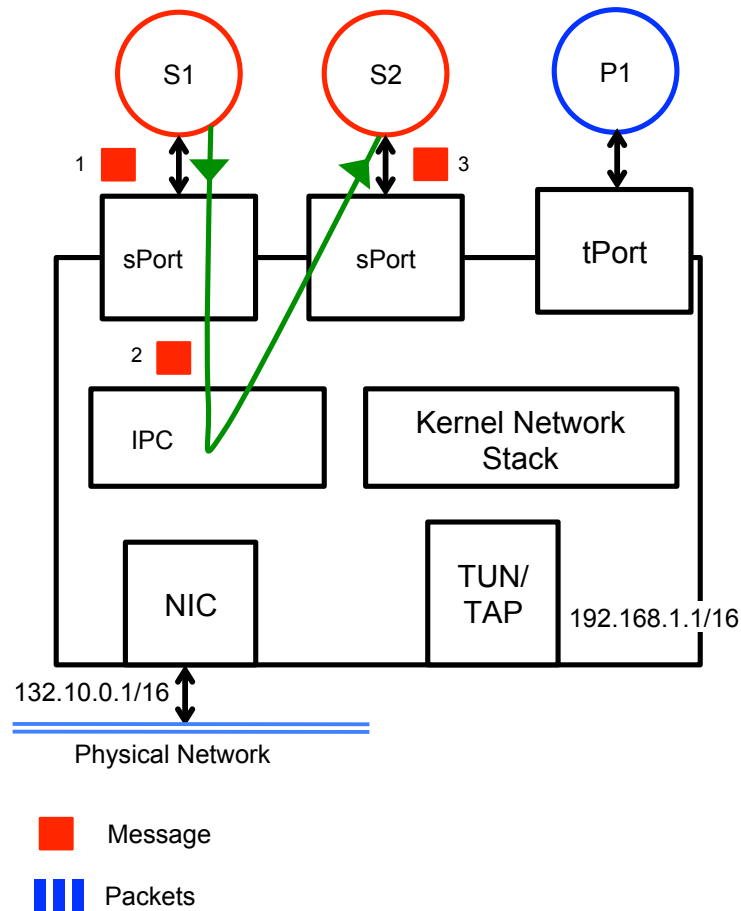 S1
S2
P1
1
3
sPort
sPort
tPort
2
IPC
Kernel Network
Stack
NIC
TUN/
TAP
192.168.1.1/16
132.10.0.1/16
Physical Network
Message
Packets